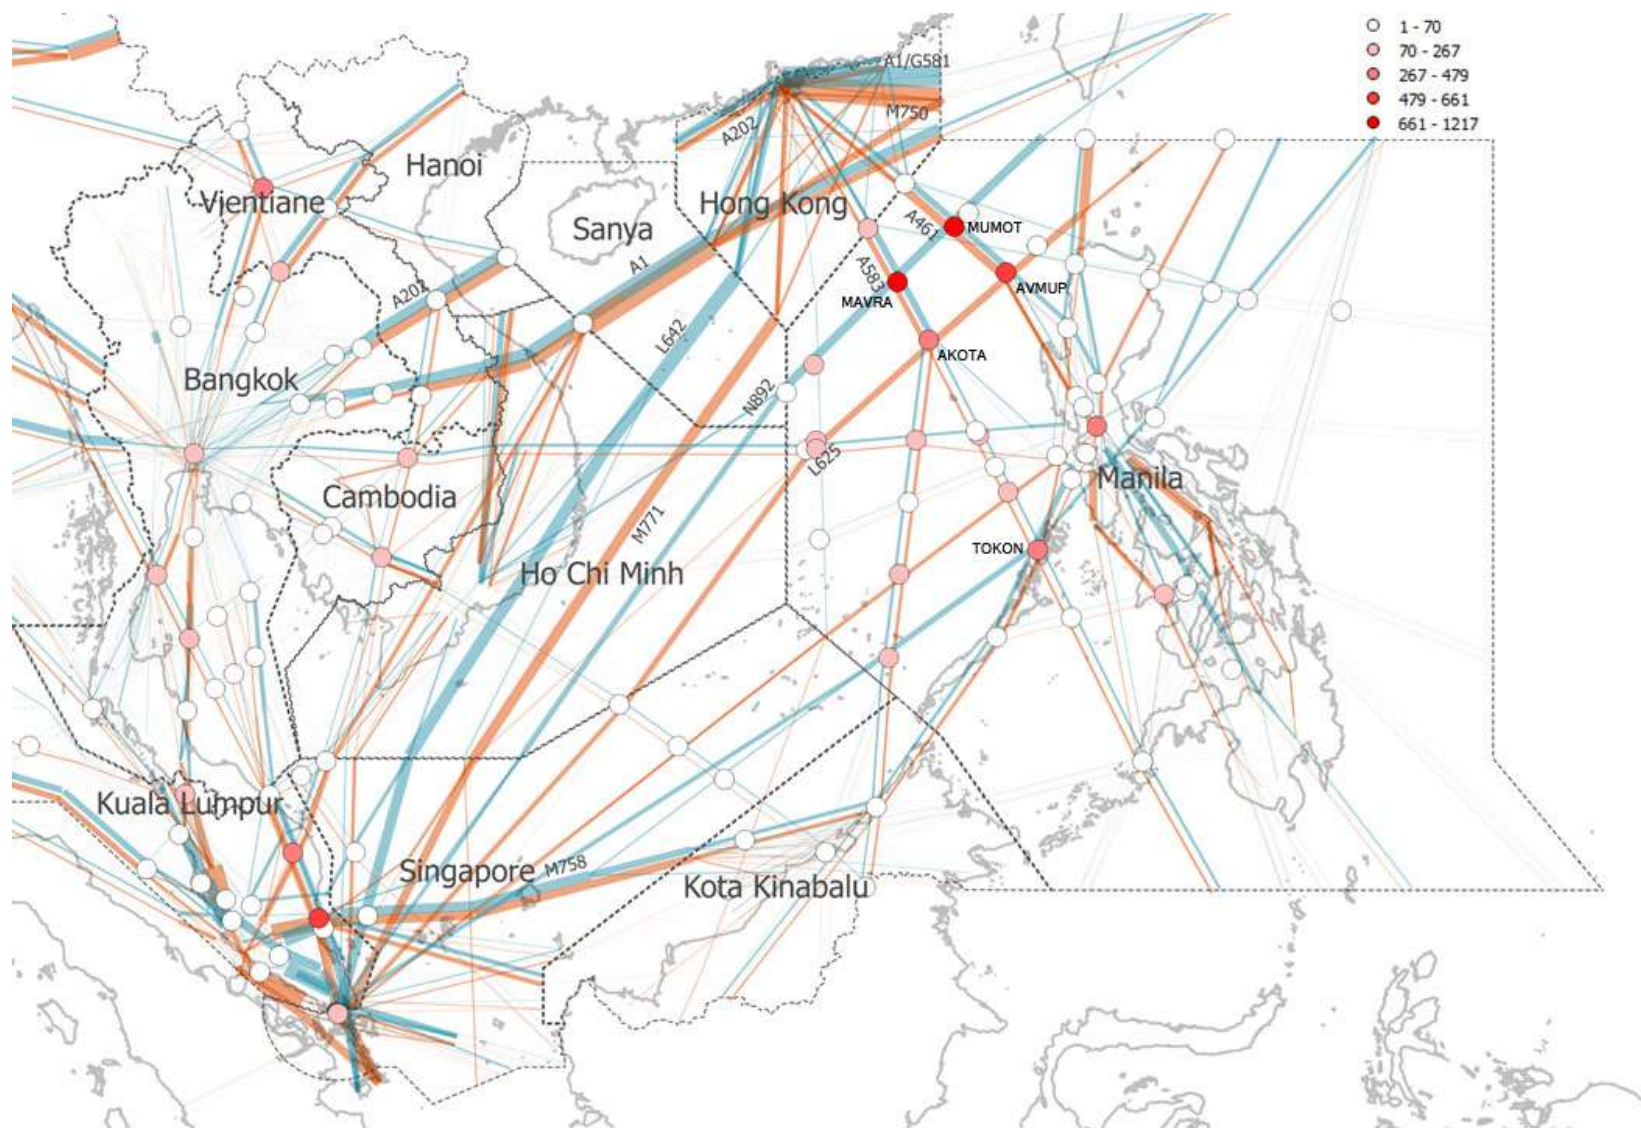 1 - 70
70 - 267
267 - 479
479 - 661
661 - 1217
A1/G581
M750
A202
Hanoi
Vientiane
Hong Kong
Sanya
A461
MUMOT
A1
A583
A202
MAVRA
AVMUP
L642
AKOTA
Bangkok
N892
L625
Manila
Cambodia
M771
TOKON
Ho Chi Minh
Kuala Lumpur
Singapore
M758
Kota Kinabalu